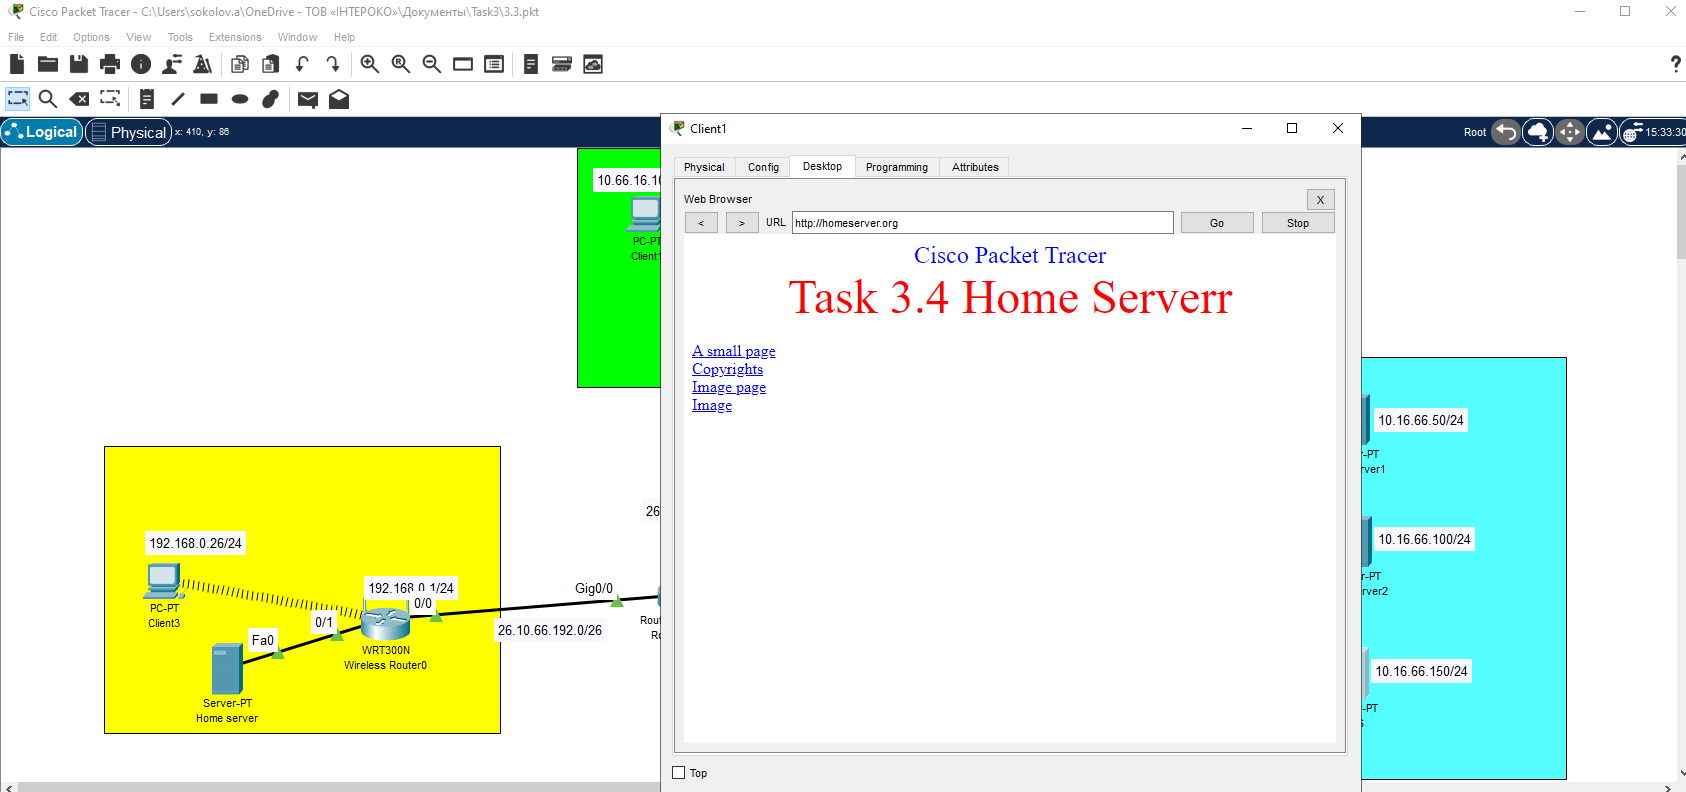 Cisco Packet Tracer - C:\Users\sokolov.a\OneDrive - ТОВ «ІНТЕРОКО»\Документы\Task3\3.3.pkt
File Edit Options View Tools Extensions Window Help
Logical Physical x: 410, y: 86
Root 15:33:30
Client1
Physical Config Desktop Programming Attributes
Web Browser X
< > URL http://homeserver.org Go Stop
Cisco Packet Tracer
Task 3.4 Home Serverr
A small page
Copyrights
Image page
Image
Top
10.66.16.10
PC-PT
Client1
192.168.0.26/24
PC-PT
Client3
192.168.0.1/24
0/0
0/1
Fa0
WRT300N
Wireless Router0
Server-PT
Home server
Gig0/0
26.10.66.192.0/26
26
Rout
Ro
10.16.66.50/24
-PT
rver1
10.16.66.100/24
r-PT
rver2
10.16.66.150/24
-PT